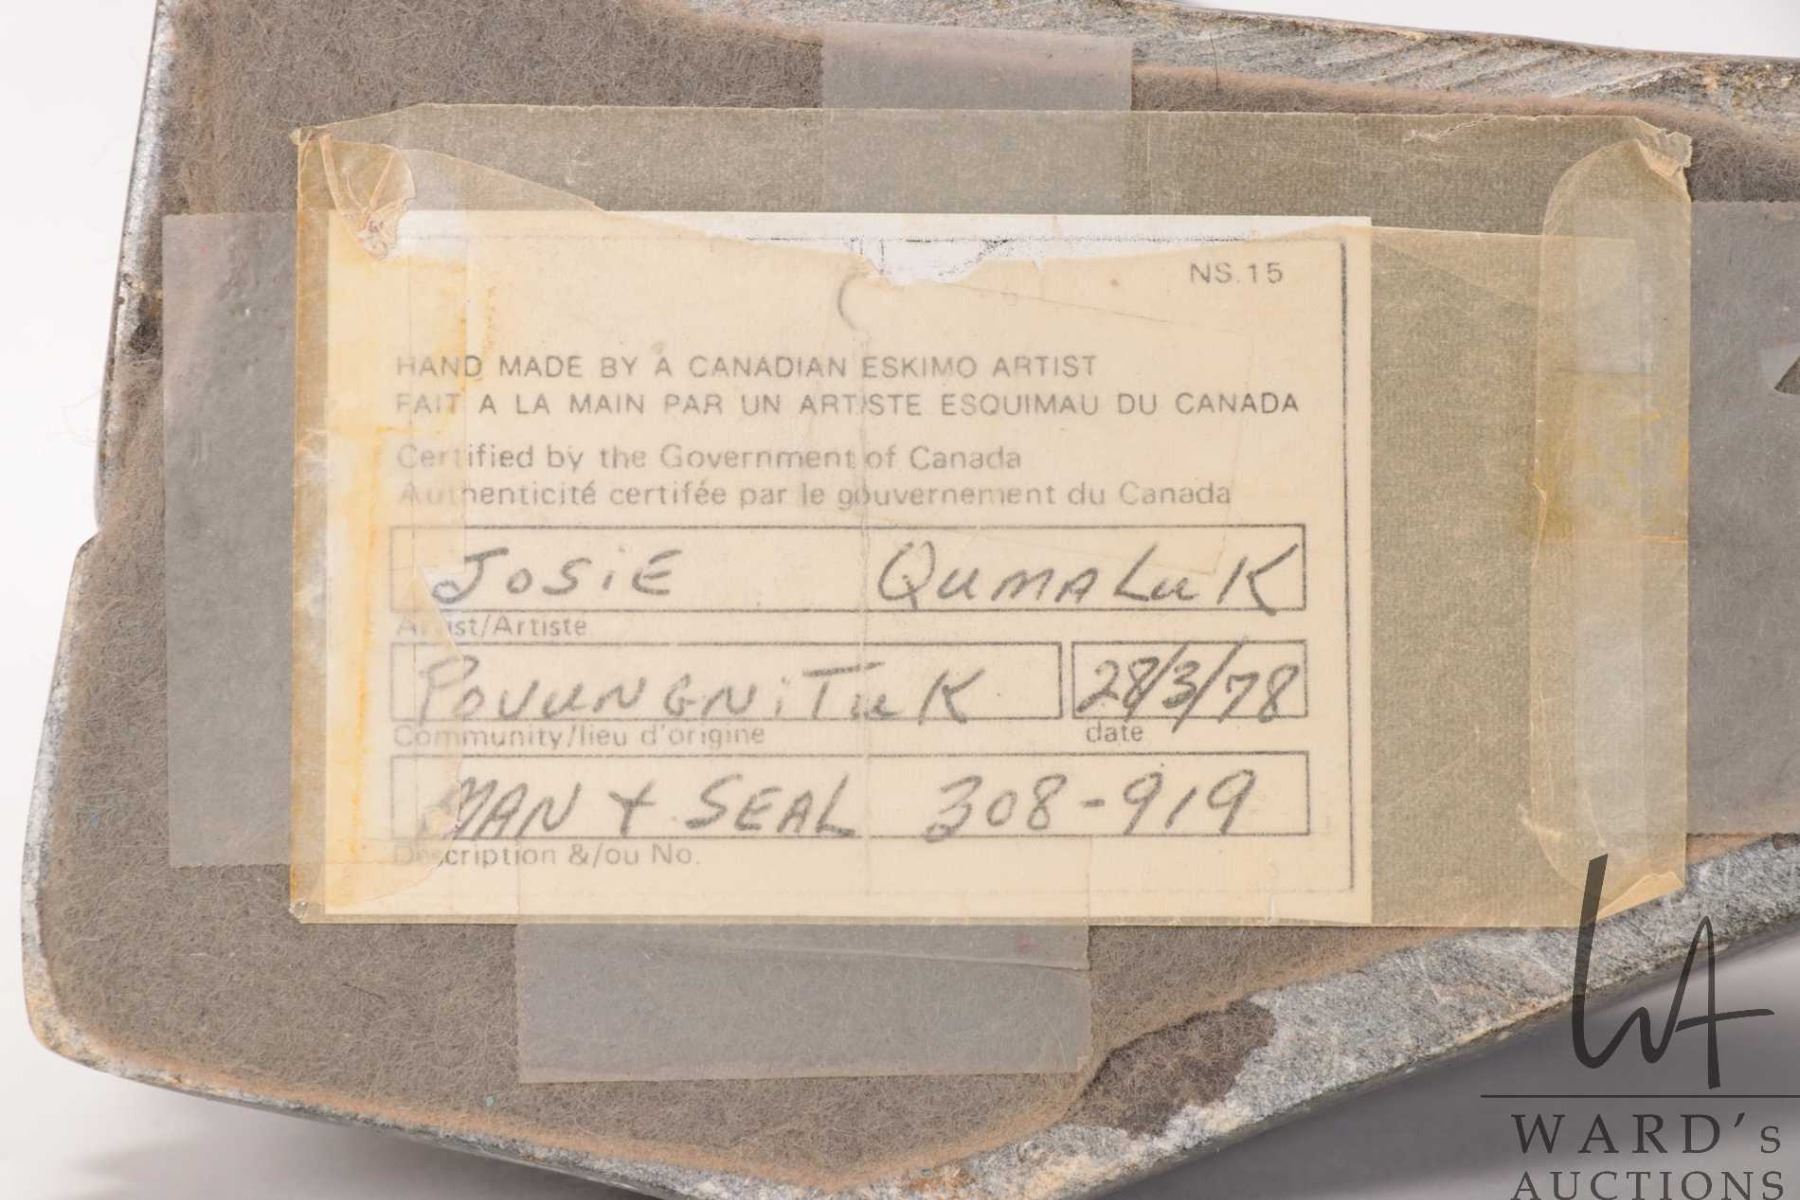 NS.15
HAND MADE BY A CANADIAN ESKIMO ARTIST
FAIT A LA MAIN PAR UN ARTISTE ESQUIMAU DU CANADA
Certified by the Government of Canada
Authenticité certifée par le gouvernement du Canada
JOSiE QUMALUK
Artist/Artiste
POVUNGNiTUK 28/3/78
Community/lieu d'origine date
MAN + SEAL 308-919
Description &/ou No.
WA
WARD's
AUCTIONS